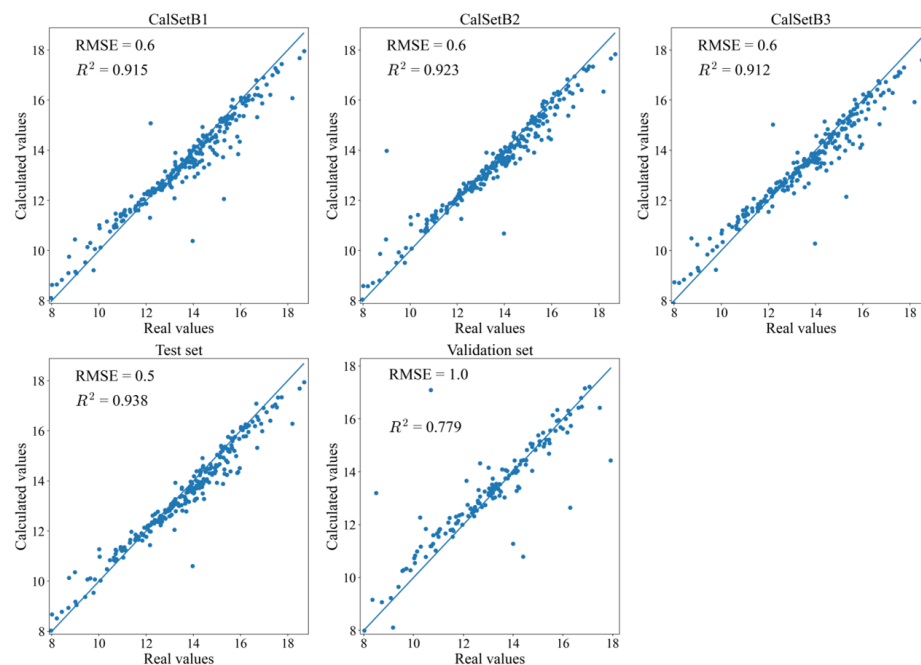 CalSetB1
RMSE = 0.6
R² = 0.915
Calculated values
18
16
14
12
10
8
8 10 12 14 16 18
Real values
CalSetB2
RMSE = 0.6
R² = 0.923
Calculated values
18
16
14
12
10
8
8 10 12 14 16 18
Real values
CalSetB3
RMSE = 0.6
R² = 0.912
Calculated values
18
16
14
12
10
8
8 10 12 14 16 18
Real values
Test set
RMSE = 0.5
R² = 0.938
Calculated values
18
16
14
12
10
8
8 10 12 14 16 18
Real values
Validation set
RMSE = 1.0
R² = 0.779
Calculated values
18
16
14
12
10
8
8 10 12 14 16 18
Real values